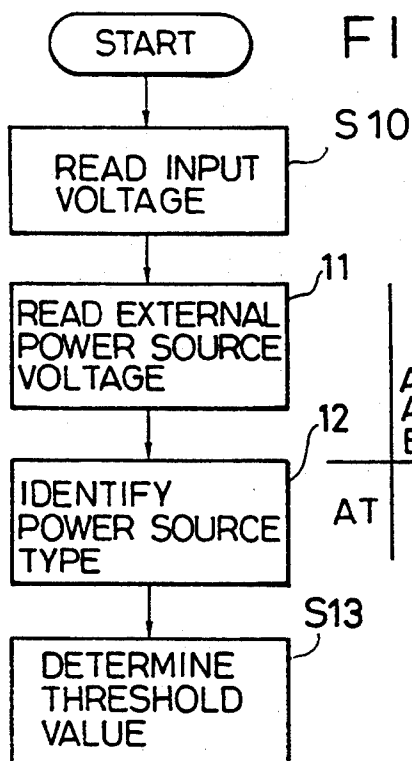 START
FI
S10
READ INPUT
VOLTAGE
11
READ EXTERNAL
POWER SOURCE
VOLTAGE
12
IDENTIFY
POWER SOURCE
TYPE
AT
S13
DETERMINE
THRESHOLD
VALUE